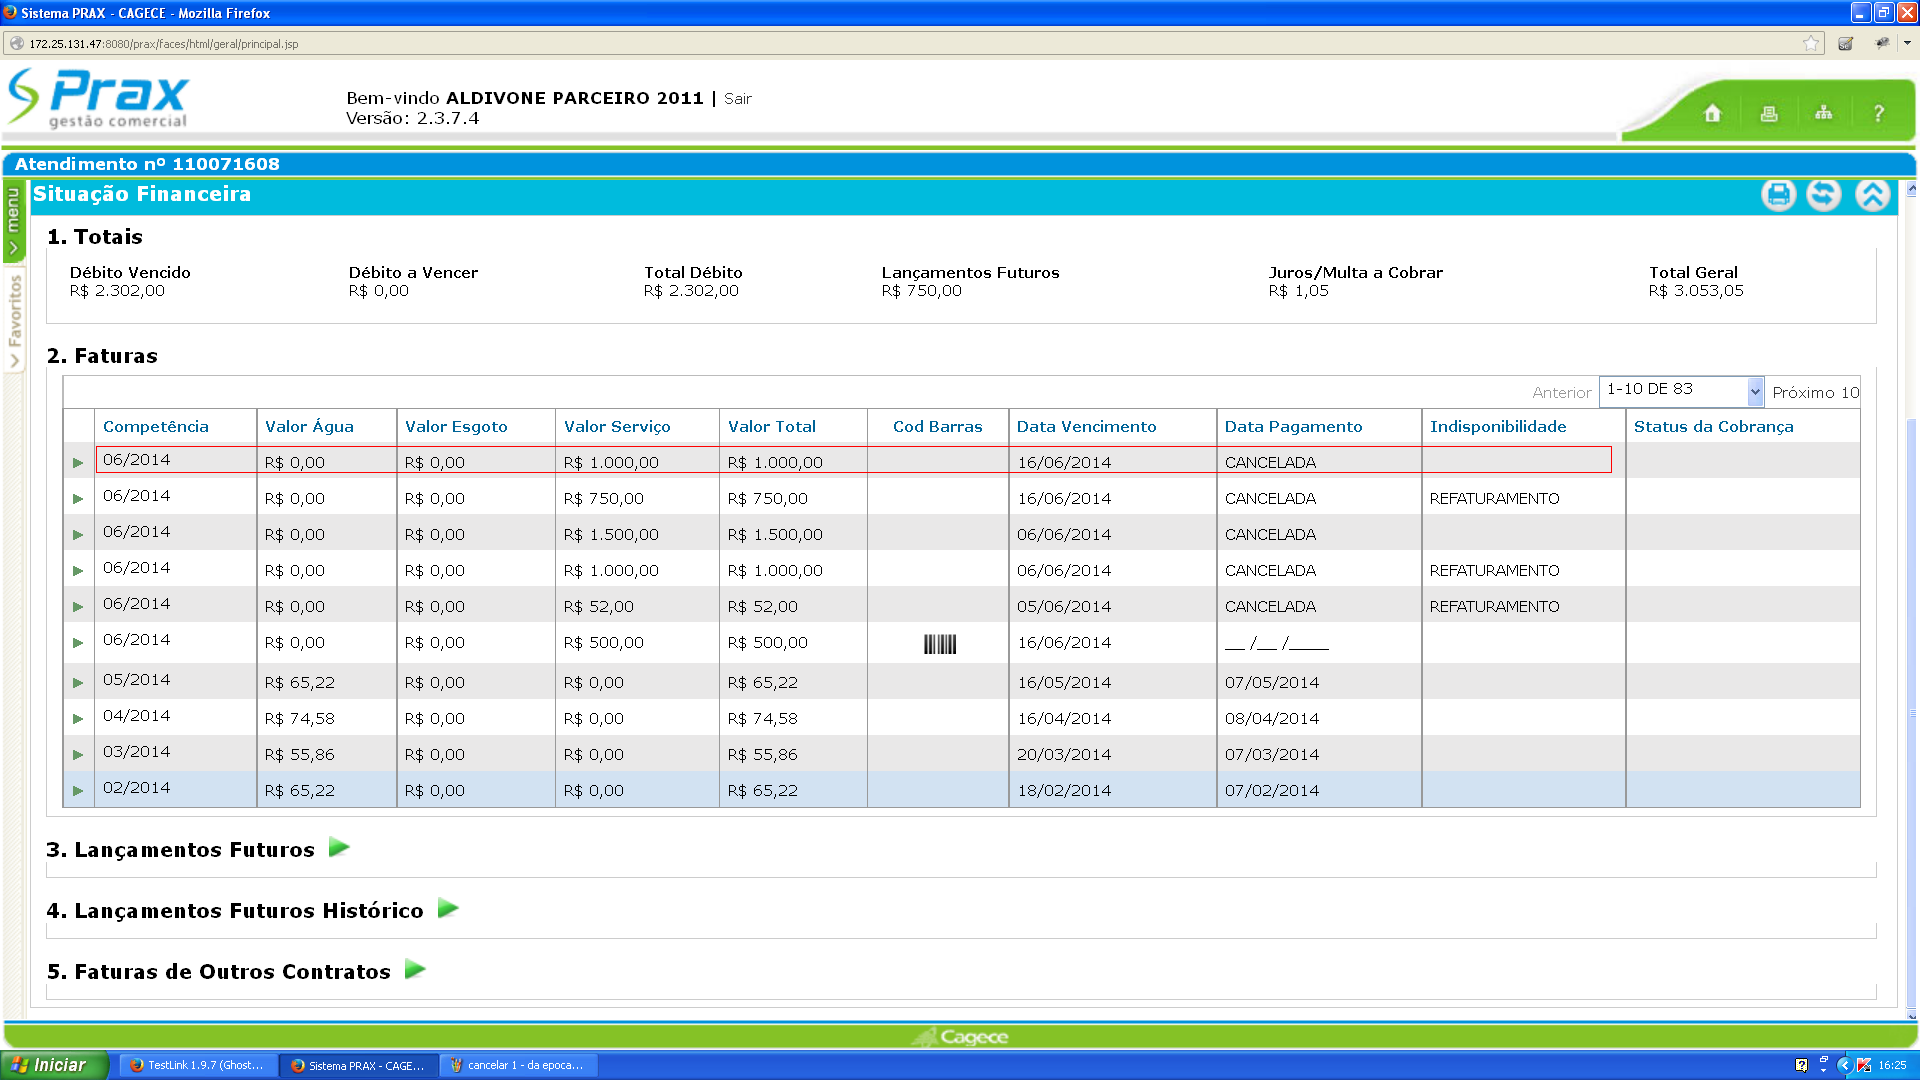 Sistema PRAX - CAGECE - Mozilla Firefox
172.25.131.47:8080/prax/faces/html/geral/principal.jsp
Prax
gestão comercial
Bem-vindo ALDIVONE PARCEIRO 2011 | Sair
Versão: 2.3.7.4
?
Atendimento nº 110071608
menu
Favoritos
Situação Financeira
1. Totais
Débito Vencido Débito a Vencer Total Débito Lançamentos Futuros Juros/Multa a Cobrar Total Geral
R$ 2.302,00 R$ 0,00 R$ 2.302,00 R$ 750,00 R$ 1,05 R$ 3.053,05
2. Faturas
Anterior 1-10 DE 83 Próximo 10
Competência Valor Água Valor Esgoto Valor Serviço Valor Total Cod Barras Data Vencimento Data Pagamento Indisponibilidade Status da Cobrança
06/2014 R$ 0,00 R$ 0,00 R$ 1.000,00 R$ 1.000,00 16/06/2014 CANCELADA
06/2014 R$ 0,00 R$ 0,00 R$ 750,00 R$ 750,00 16/06/2014 CANCELADA REFATURAMENTO
06/2014 R$ 0,00 R$ 0,00 R$ 1.500,00 R$ 1.500,00 06/06/2014 CANCELADA
06/2014 R$ 0,00 R$ 0,00 R$ 1.000,00 R$ 1.000,00 06/06/2014 CANCELADA REFATURAMENTO
06/2014 R$ 0,00 R$ 0,00 R$ 52,00 R$ 52,00 05/06/2014 CANCELADA REFATURAMENTO
06/2014 R$ 0,00 R$ 0,00 R$ 500,00 R$ 500,00 16/06/2014 __ /__ /____
05/2014 R$ 65,22 R$ 0,00 R$ 0,00 R$ 65,22 16/05/2014 07/05/2014
04/2014 R$ 74,58 R$ 0,00 R$ 0,00 R$ 74,58 16/04/2014 08/04/2014
03/2014 R$ 55,86 R$ 0,00 R$ 0,00 R$ 55,86 20/03/2014 07/03/2014
02/2014 R$ 65,22 R$ 0,00 R$ 0,00 R$ 65,22 18/02/2014 07/02/2014
3. Lançamentos Futuros
4. Lançamentos Futuros Histórico
5. Faturas de Outros Contratos
Cagece
Iniciar TestLink 1.9.7 (Ghost... Sistema PRAX - CAGE... cancelar 1 - da epoca... 16:25